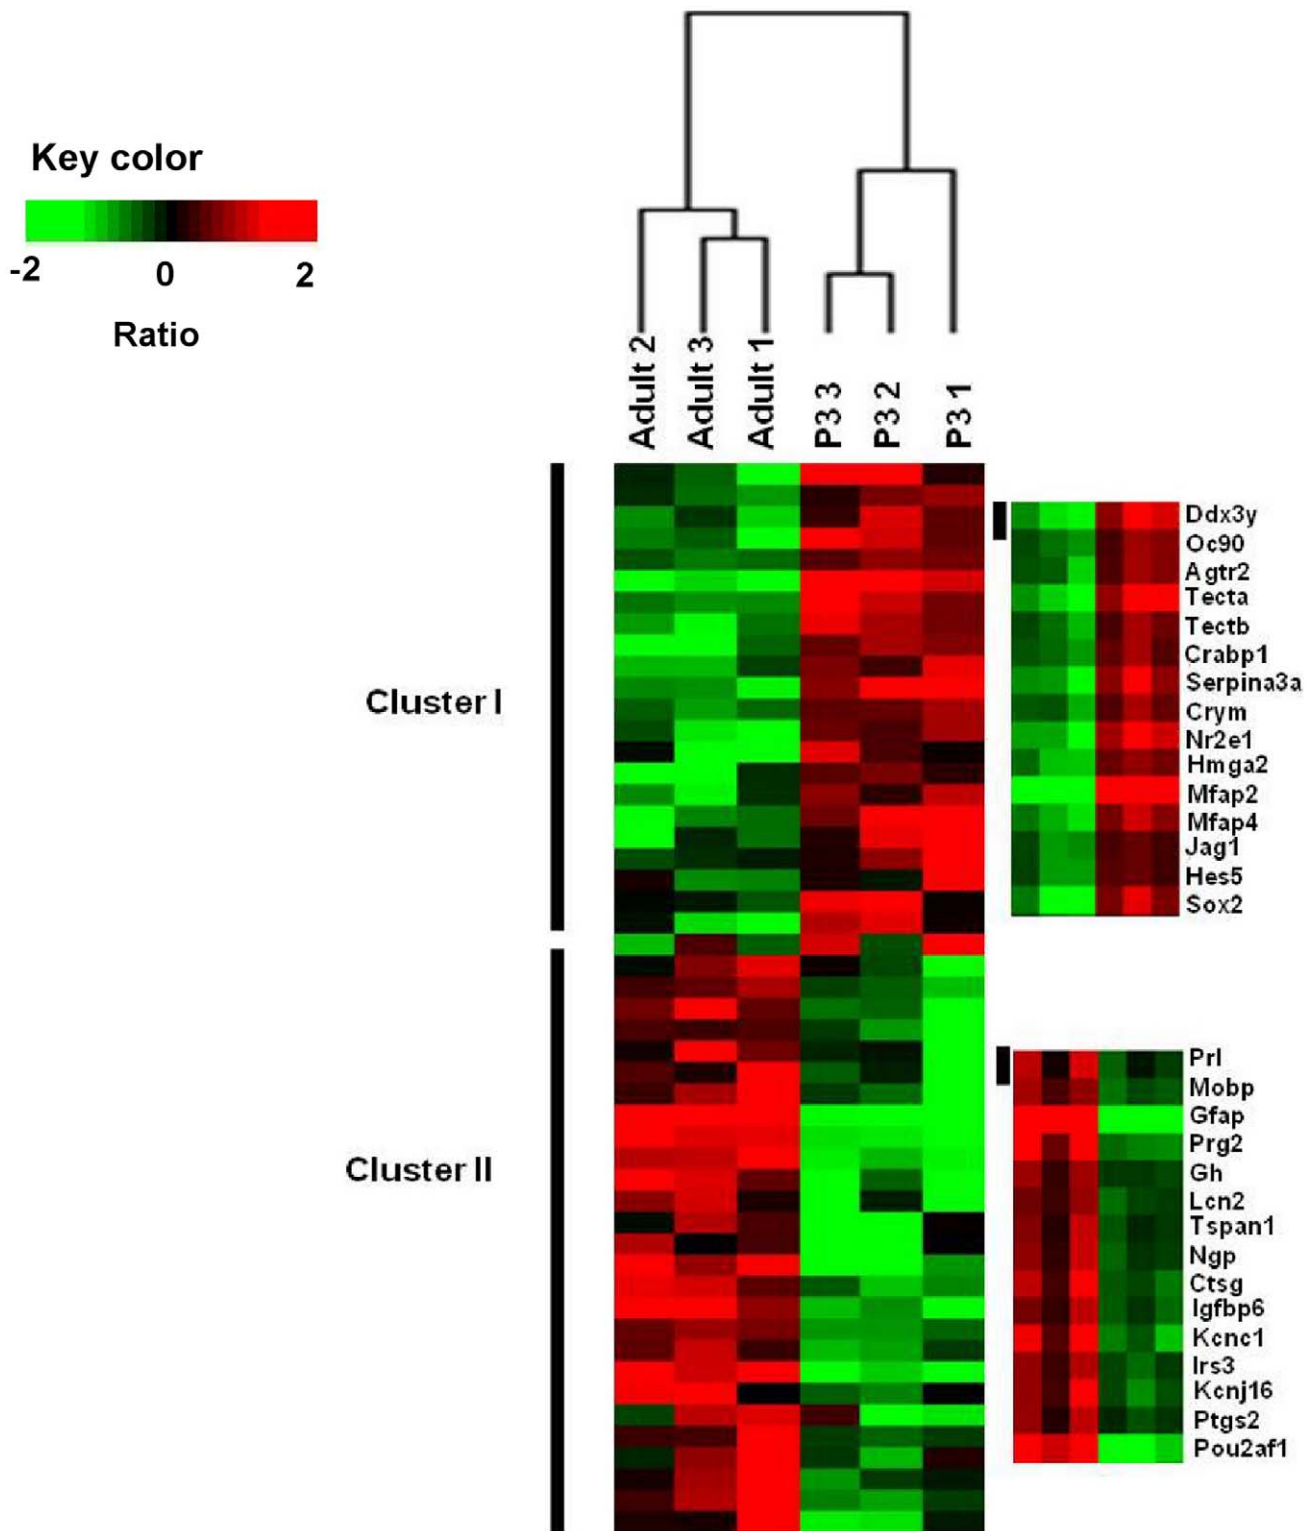 Key color
-2 0 2
Ratio
Adult 2
Adult 3
Adult 1
P3 3
P3 2
P3 1
Cluster I
Ddx3y
Oc90
Agtr2
Tecta
Tectb
Crabp1
Serpina3a
Crym
Nr2e1
Hmga2
Mfap2
Mfap4
Jag1
Hes5
Sox2
Cluster II
Prl
Mobp
Gfap
Prg2
Gh
Lcn2
Tspan1
Ngp
Ctsg
Igfbp6
Kcnc1
Irs3
Kcnj16
Ptgs2
Pou2af1